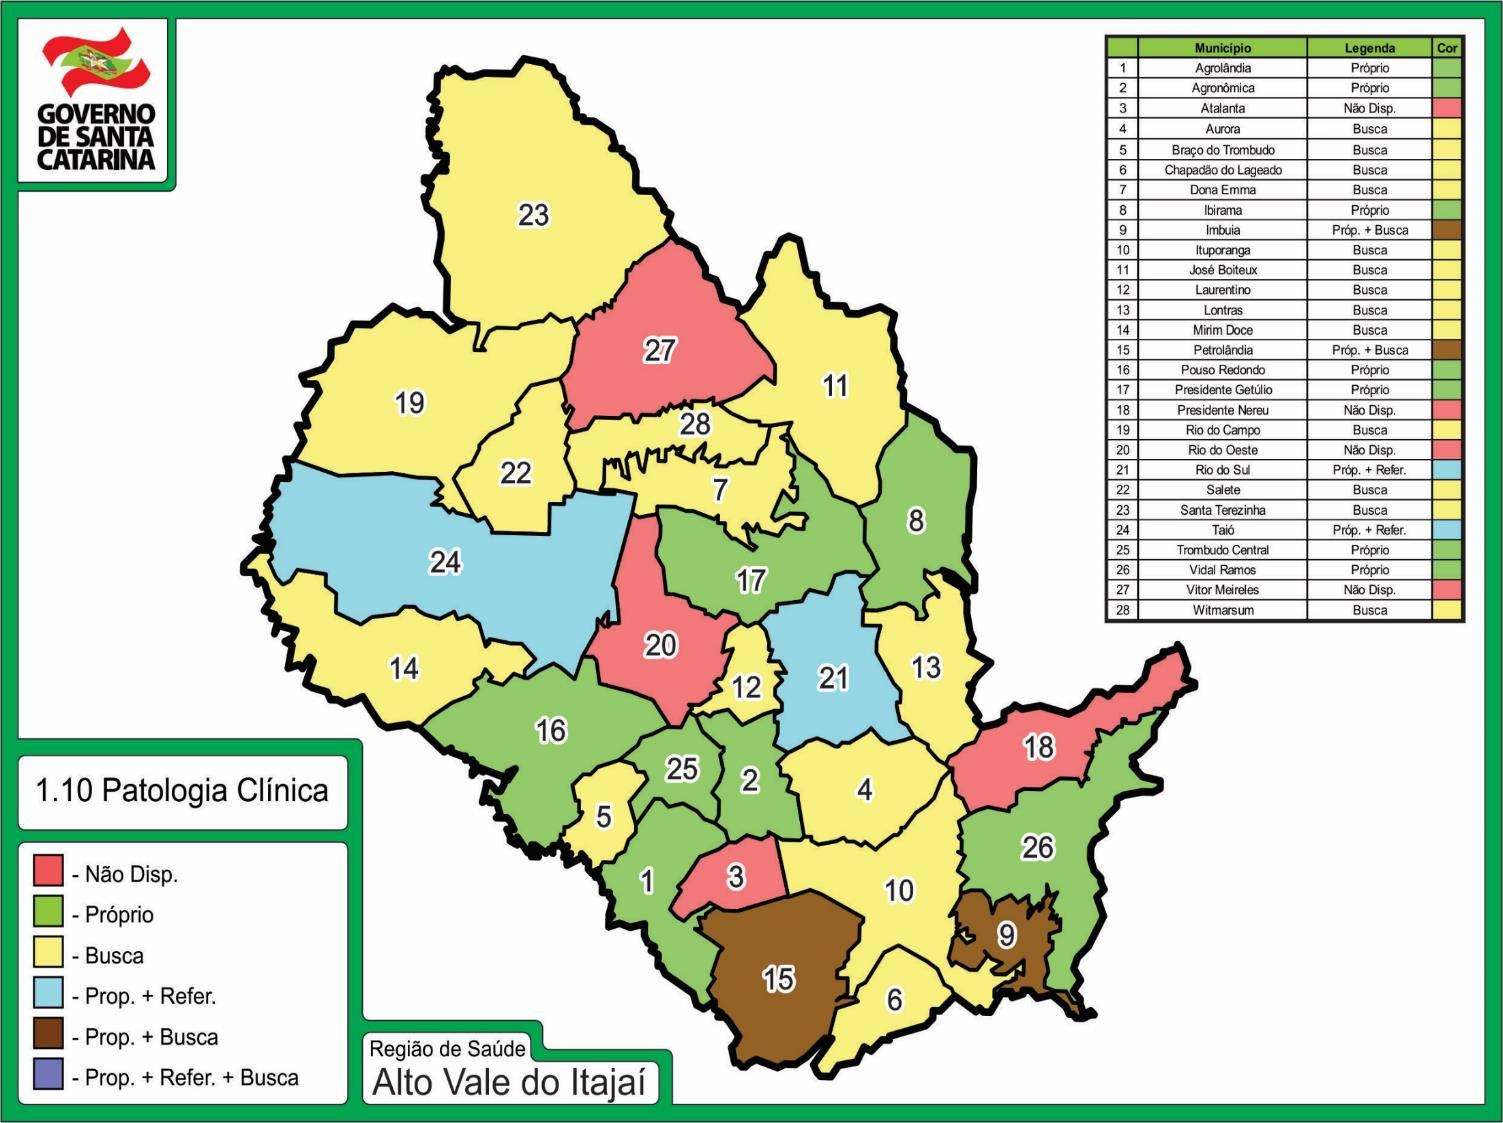 GOVERNO
DE SANTA
CATARINA
Município Legenda Cor
1 Agrolândia Próprio
2 Agronômica Próprio
3 Atalanta Não Disp.
4 Aurora Busca
5 Braço do Trombudo Busca
6 Chapadão do Lageado Busca
7 Dona Emma Busca
8 Ibirama Próprio
9 Imbuia Próp. + Busca
10 Ituporanga Busca
11 José Boiteux Busca
12 Laurentino Busca
13 Lontras Busca
14 Mirim Doce Busca
15 Petrolândia Próp. + Busca
16 Pouso Redondo Próprio
17 Presidente Getúlio Próprio
18 Presidente Nereu Não Disp.
19 Rio do Campo Busca
20 Rio do Oeste Não Disp.
21 Rio do Sul Próp. + Refer.
22 Salete Busca
23 Santa Terezinha Busca
24 Taió Próp. + Refer.
25 Trombudo Central Próprio
26 Vidal Ramos Próprio
27 Vitor Meireles Não Disp.
28 Witmarsum Busca
23
27
11
19
28
22
7
8
24
17
20
14
12
21
13
16
18
25
2
4
5
26
1
3
10
9
15
6
1.10 Patologia Clínica
- Não Disp.
- Próprio
- Busca
- Prop. + Refer.
- Prop. + Busca
- Prop. + Refer. + Busca
Região de Saúde
Alto Vale do Itajaí